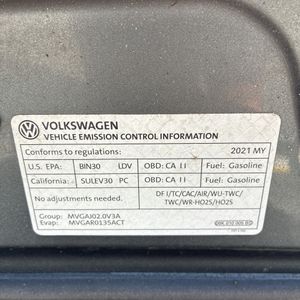 VOLKSWAGEN
VEHICLE EMISSION CONTROL INFORMATION
Conforms to regulations: 2021 MY
U.S. EPA: BIN30 LDV OBD: CA II Fuel: Gasoline
California: SULEV30 PC OBD: CA II Fuel: Gasoline
No adjustments needed. DFI/TC/CAC/AIR/WU-TWC/
TWC/WR-HO2S/HO2S
Group: MVGAJ02.0V3A
Evap: MVGAR0135ACT